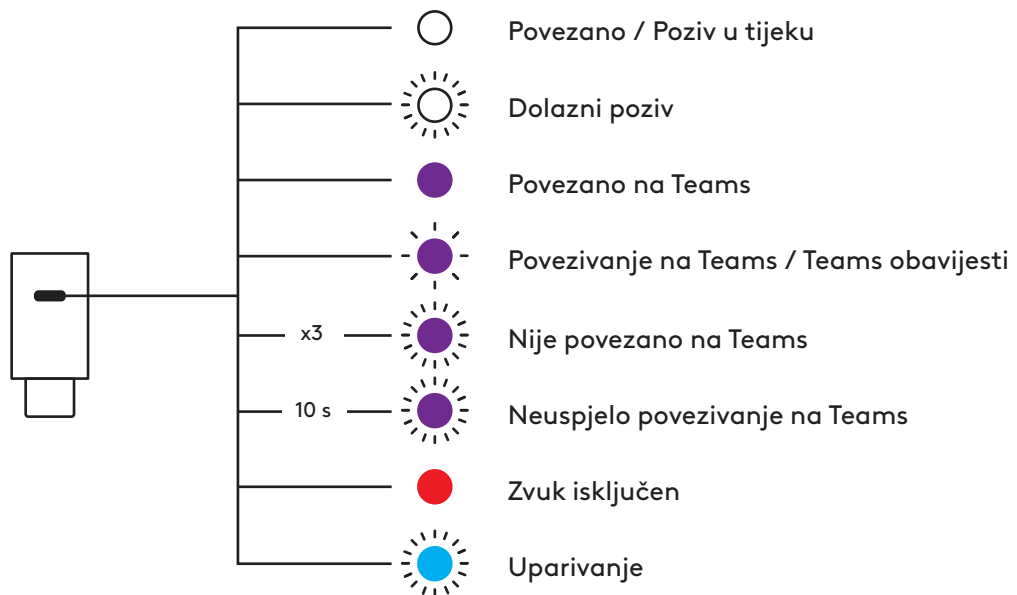 Povezano / Poziv u tijeku
Dolazni poziv
Povezano na Teams
Povezivanje na Teams / Teams obavijesti
x3
Nije povezano na Teams
10 s
Neuspjelo povezivanje na Teams
Zvuk isključen
Uparivanje